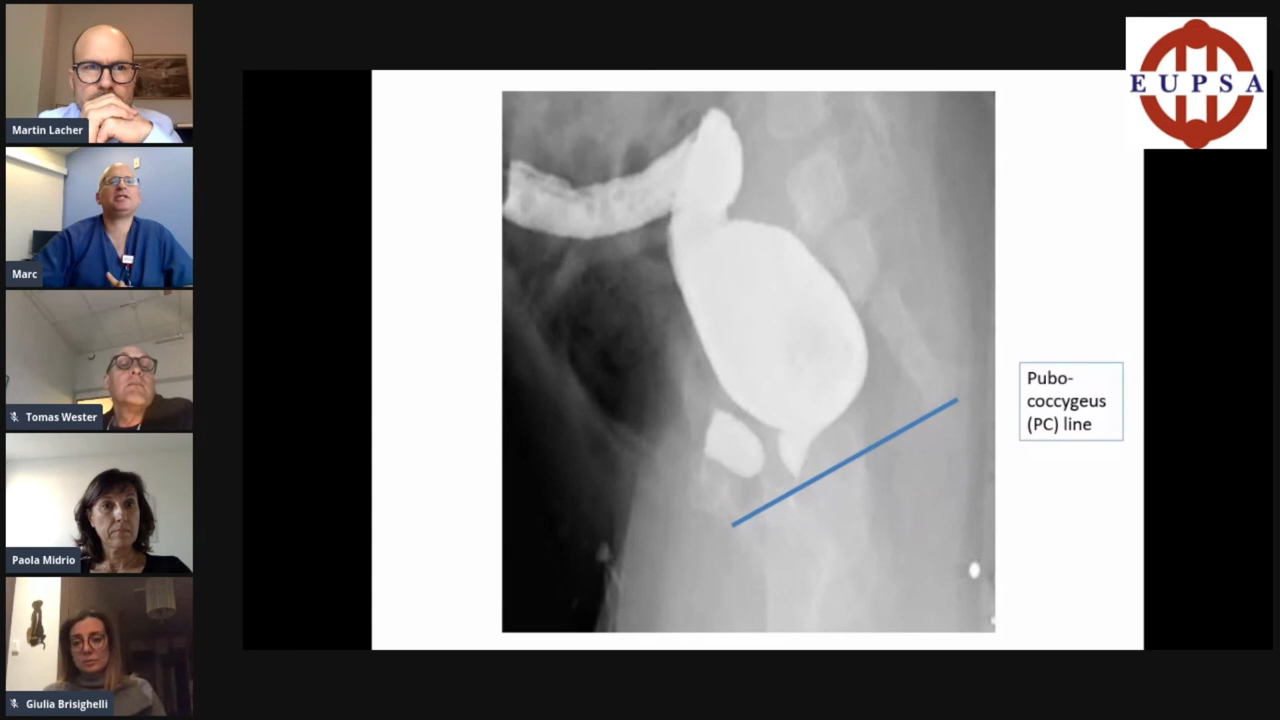 Martin Lacher
Marc
Tomas Wester
Paola Midrio
Giulia Brisighelli
EUPSA
Pubo-
coccygeus
(PC) line